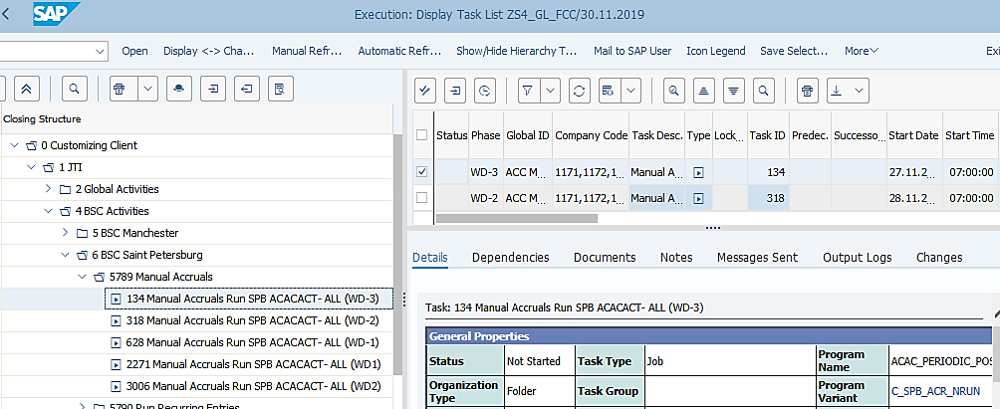 SAP
Execution: Display Task List ZS4_GL_FCC/30.11.2019
Open Display <-> Cha... Manual Refr... Automatic Refr... Show/Hide Hierarchy T... Mail to SAP User Icon Legend Save Select... More Exi
Closing Structure
0 Customizing Client
1 JTI
2 Global Activities
4 BSC Activities
5 BSC Manchester
6 BSC Saint Petersburg
5789 Manual Accruals
134 Manual Accruals Run SPB ACACACT- ALL (WD-3)
318 Manual Accruals Run SPB ACACACT- ALL (WD-2)
628 Manual Accruals Run SPB ACACACT- ALL (WD-1)
2271 Manual Accruals Run SPB ACACACT- ALL (WD1)
3006 Manual Accruals Run SPB ACACACT- ALL (WD2)
5790 Run Recurring Entries
Status Phase Global ID Company Code Task Desc. Type Lock... Task ID Predec. Successo... Start Date Start Time
WD-3 ACC M... 1171,1172,1... Manual A... 134 27.11.2... 07:00:00
WD-2 ACC M... 1171,1172,1... Manual A... 318 28.11.2... 07:00:00
Details Dependencies Documents Notes Messages Sent Output Logs Changes
Task: 134 Manual Accruals Run SPB ACACACT- ALL (WD-3)
General Properties
Status Not Started Task Type Job Program Name ACAC_PERIODIC_POS
Organization Type Folder Task Group Program Variant C_SPB_ACR_NRUN